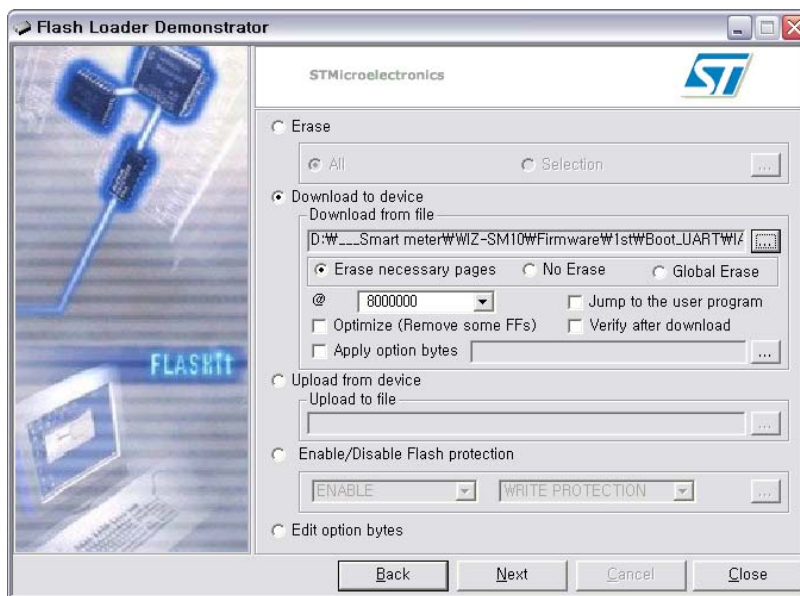 Flash Loader Demonstrator
STMicroelectronics
ST
Erase
All Selection ...
Download to device
Download from file
D:₩___Smart meter₩WIZ-SM10₩Firmware₩1st₩Boot_UART₩IA ...
Erase necessary pages No Erase Global Erase
@ 8000000 Jump to the user program
Optimize (Remove some FFs) Verify after download
Apply option bytes ...
FLASHit
Upload from device
Upload to file
...
Enable/Disable Flash protection
ENABLE WRITE PROTECTION ...
Edit option bytes
Back Next Cancel Close